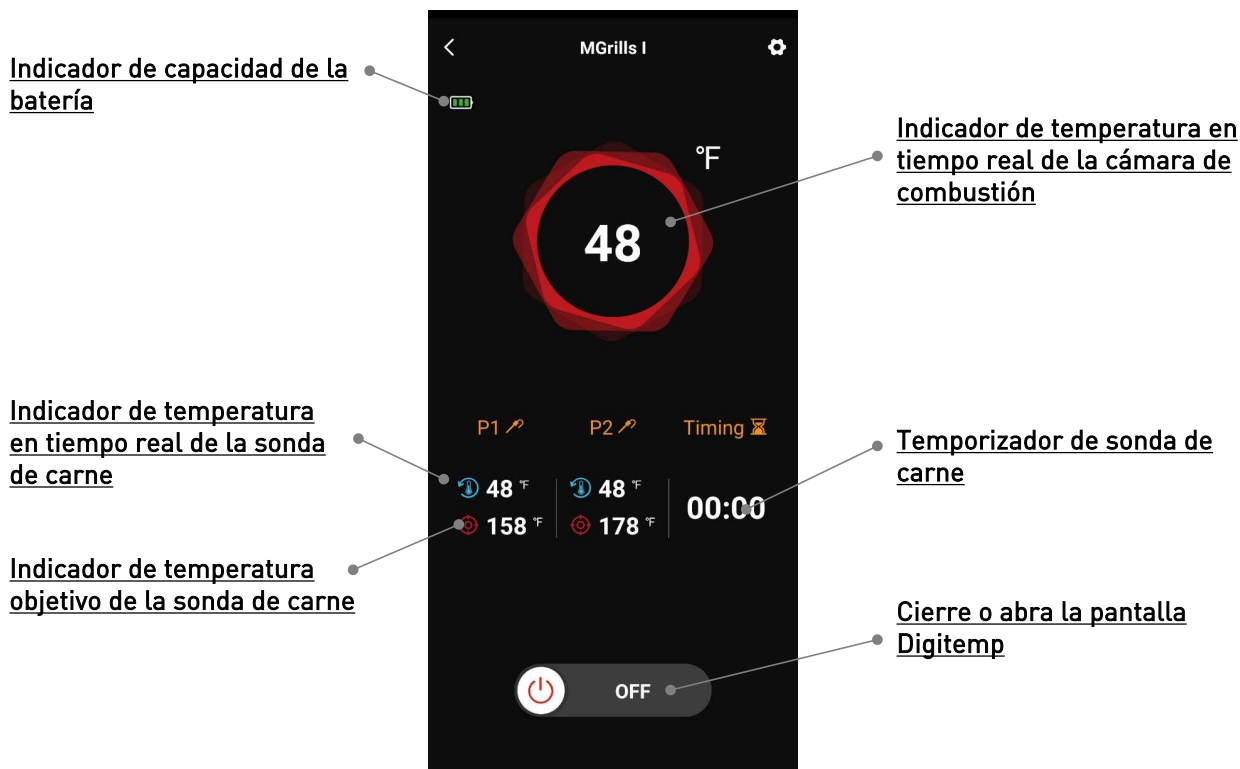 MGrills I
Indicador de capacidad de la
batería
Indicador de temperatura en
tiempo real de la cámara de
combustión
°F
48
Indicador de temperatura
en tiempo real de la sonda
de carne
P1
P2
Timing
Temporizador de sonda de
carne
48 °F
48 °F
00:00
158 °F
178 °F
Indicador de temperatura
objetivo de la sonda de carne
Cierre o abra la pantalla
Digitemp
OFF